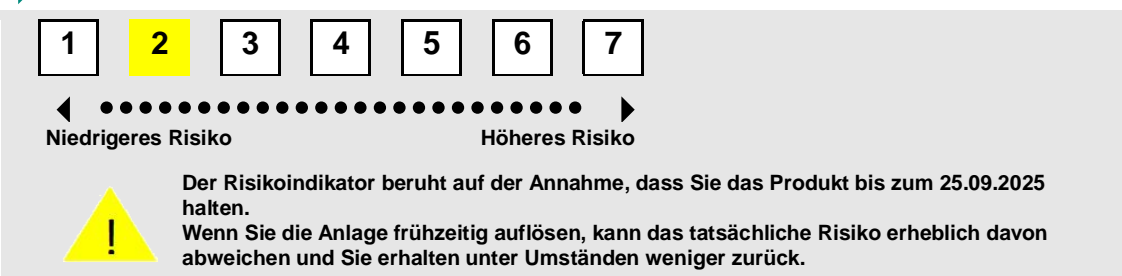 1 2 3 4 5 6 7
Niedrigeres Risiko Höheres Risiko
Der Risikoindikator beruht auf der Annahme, dass Sie das Produkt bis zum 25.09.2025
halten.
Wenn Sie die Anlage frühzeitig auflösen, kann das tatsächliche Risiko erheblich davon
! abweichen und Sie erhalten unter Umständen weniger zurück.